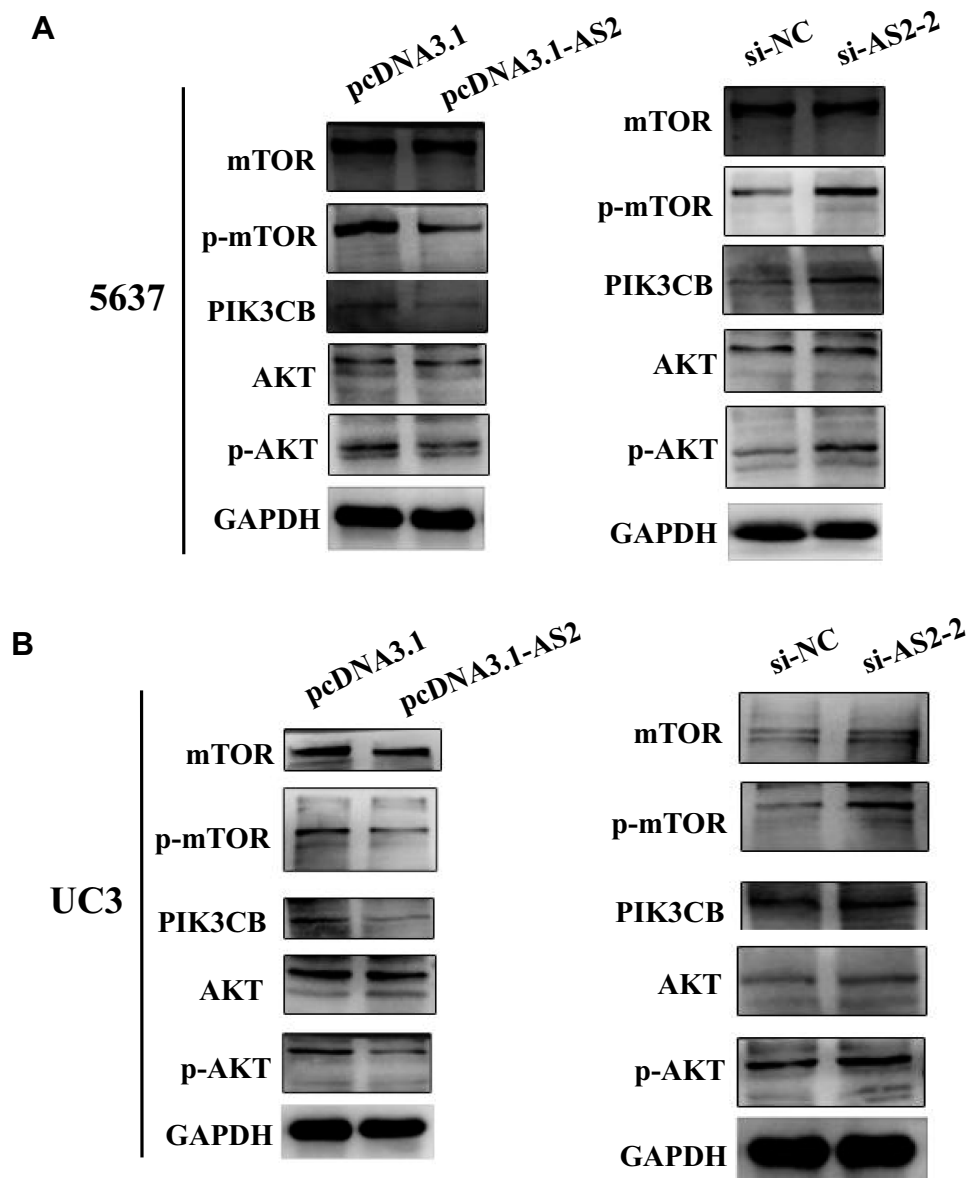 A
pcDNA3.1
pcDNA3.1-AS2
si-NC
si-AS2-2
5637
mTOR
p-mTOR
PIK3CB
AKT
p-AKT
GAPDH
mTOR
p-mTOR
PIK3CB
AKT
p-AKT
GAPDH
B
pcDNA3.1
pcDNA3.1-AS2
si-NC
si-AS2-2
UC3
mTOR
p-mTOR
PIK3CB
AKT
p-AKT
GAPDH
mTOR
p-mTOR
PIK3CB
AKT
p-AKT
GAPDH